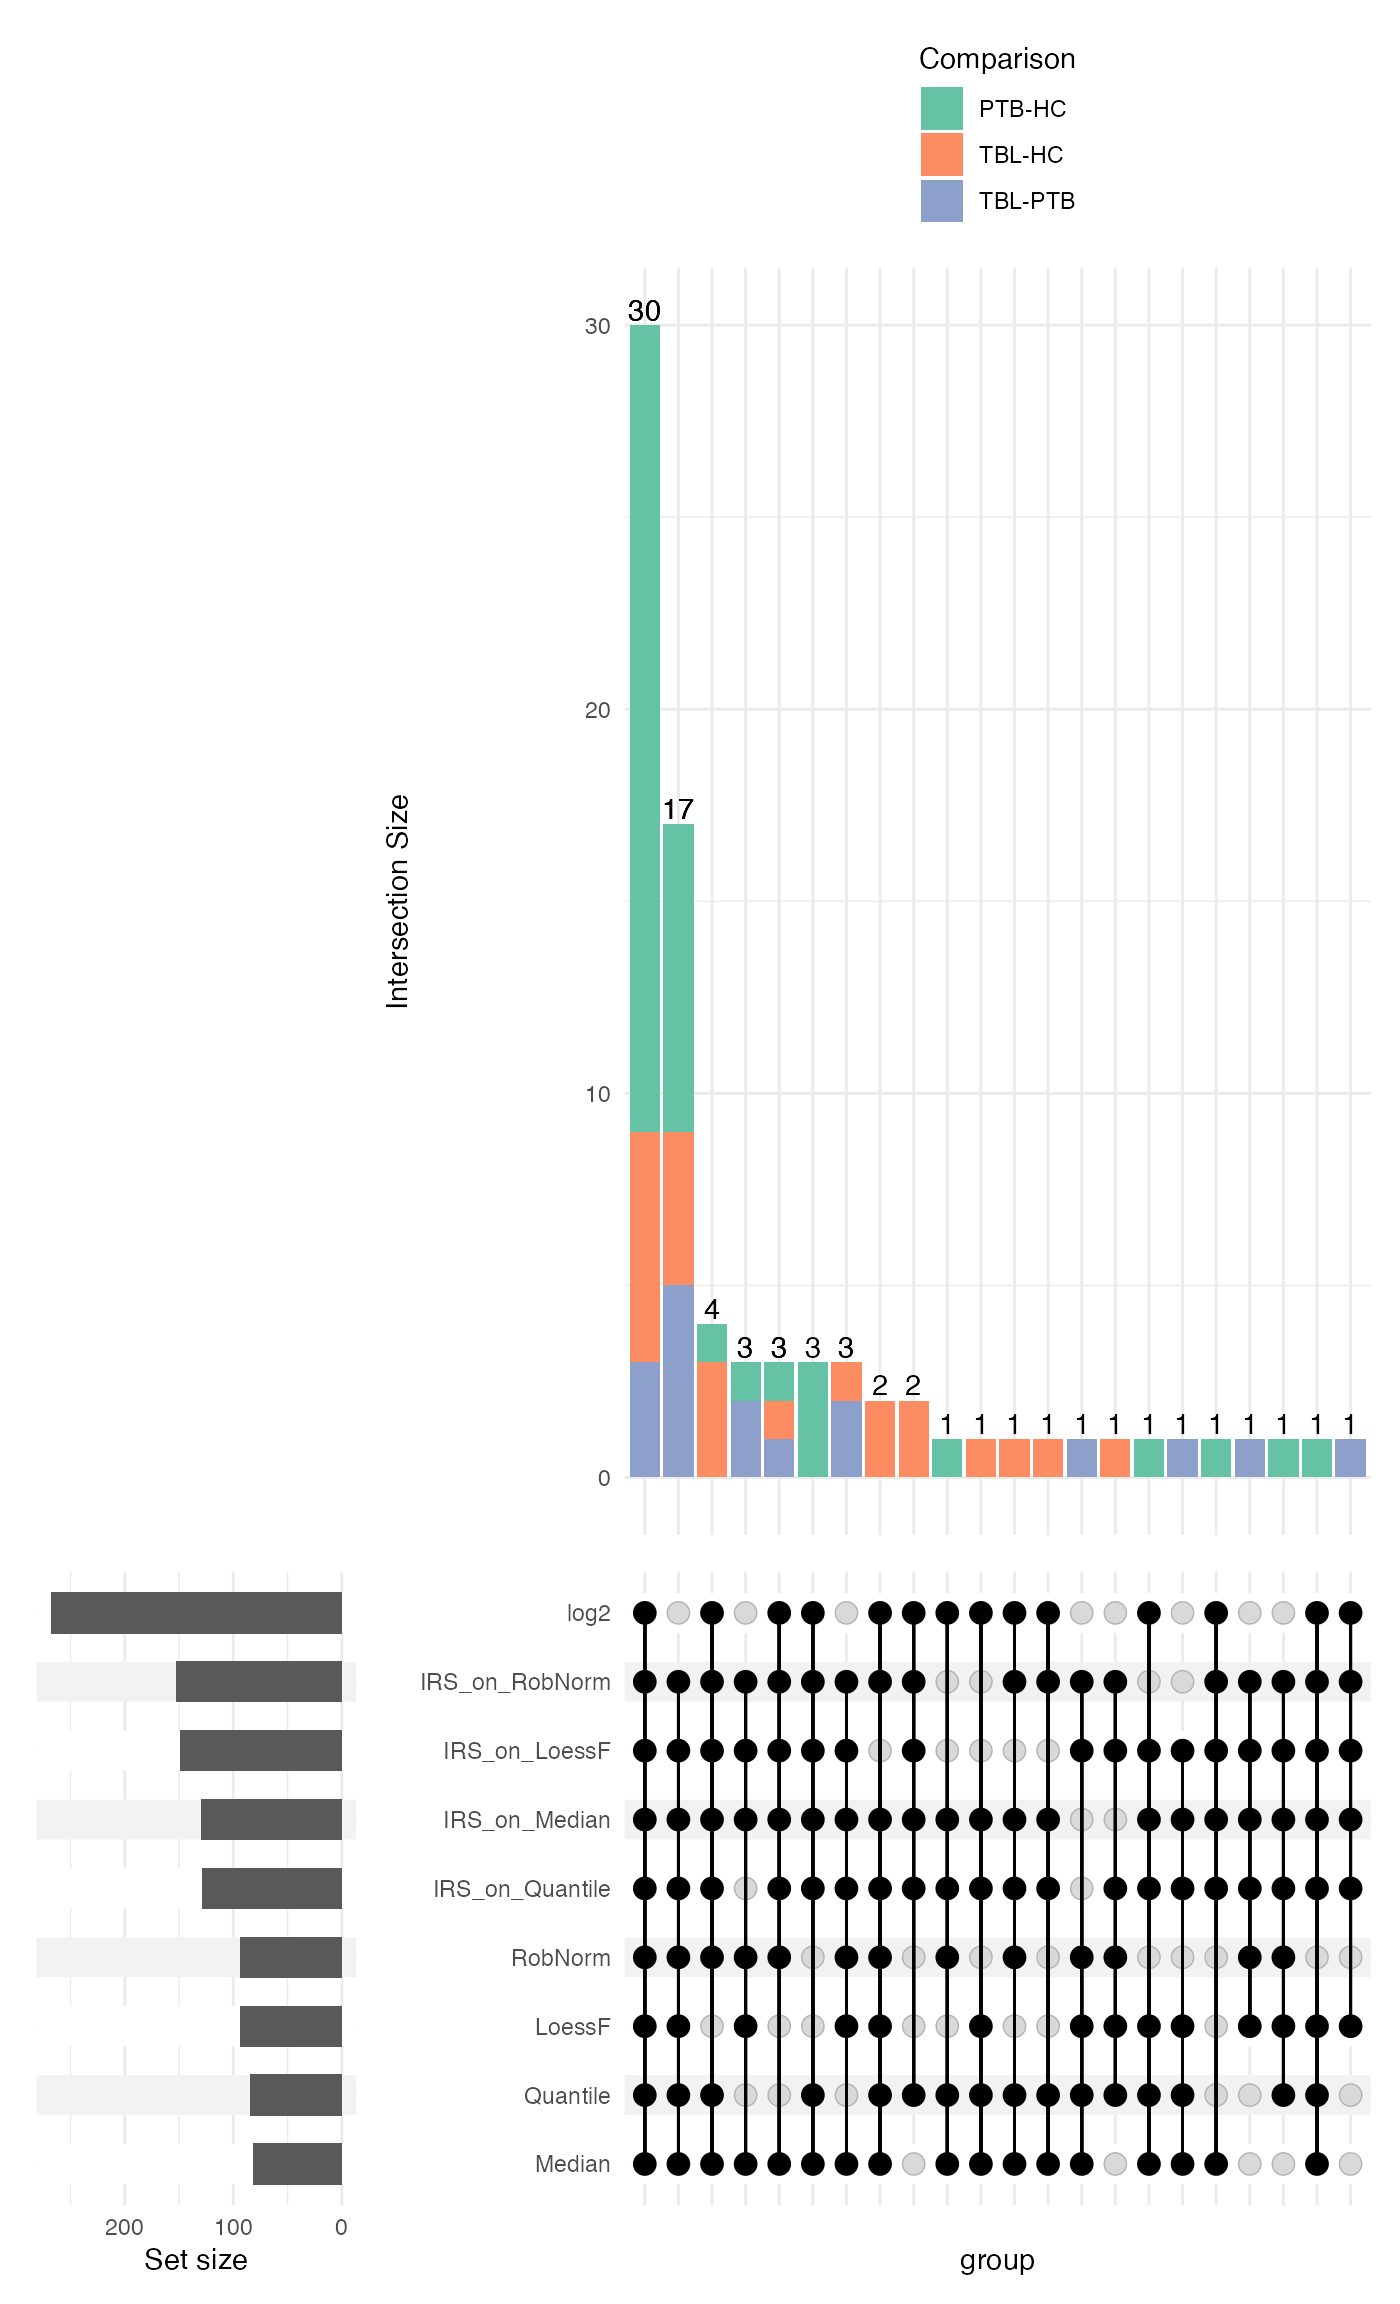 Comparison
PTB-HC
TBL-HC
TBL-PTB
30
17
4
3
3
3
3
2
2
1
1
1
1
1
1
1
1
1
1
1
1
1
30
20
10
0
Intersection Size
log2
IRS_on_RobNorm
IRS_on_LoessF
IRS_on_Median
IRS_on_Quantile
RobNorm
LoessF
Quantile
Median
200 100 0
Set size
group